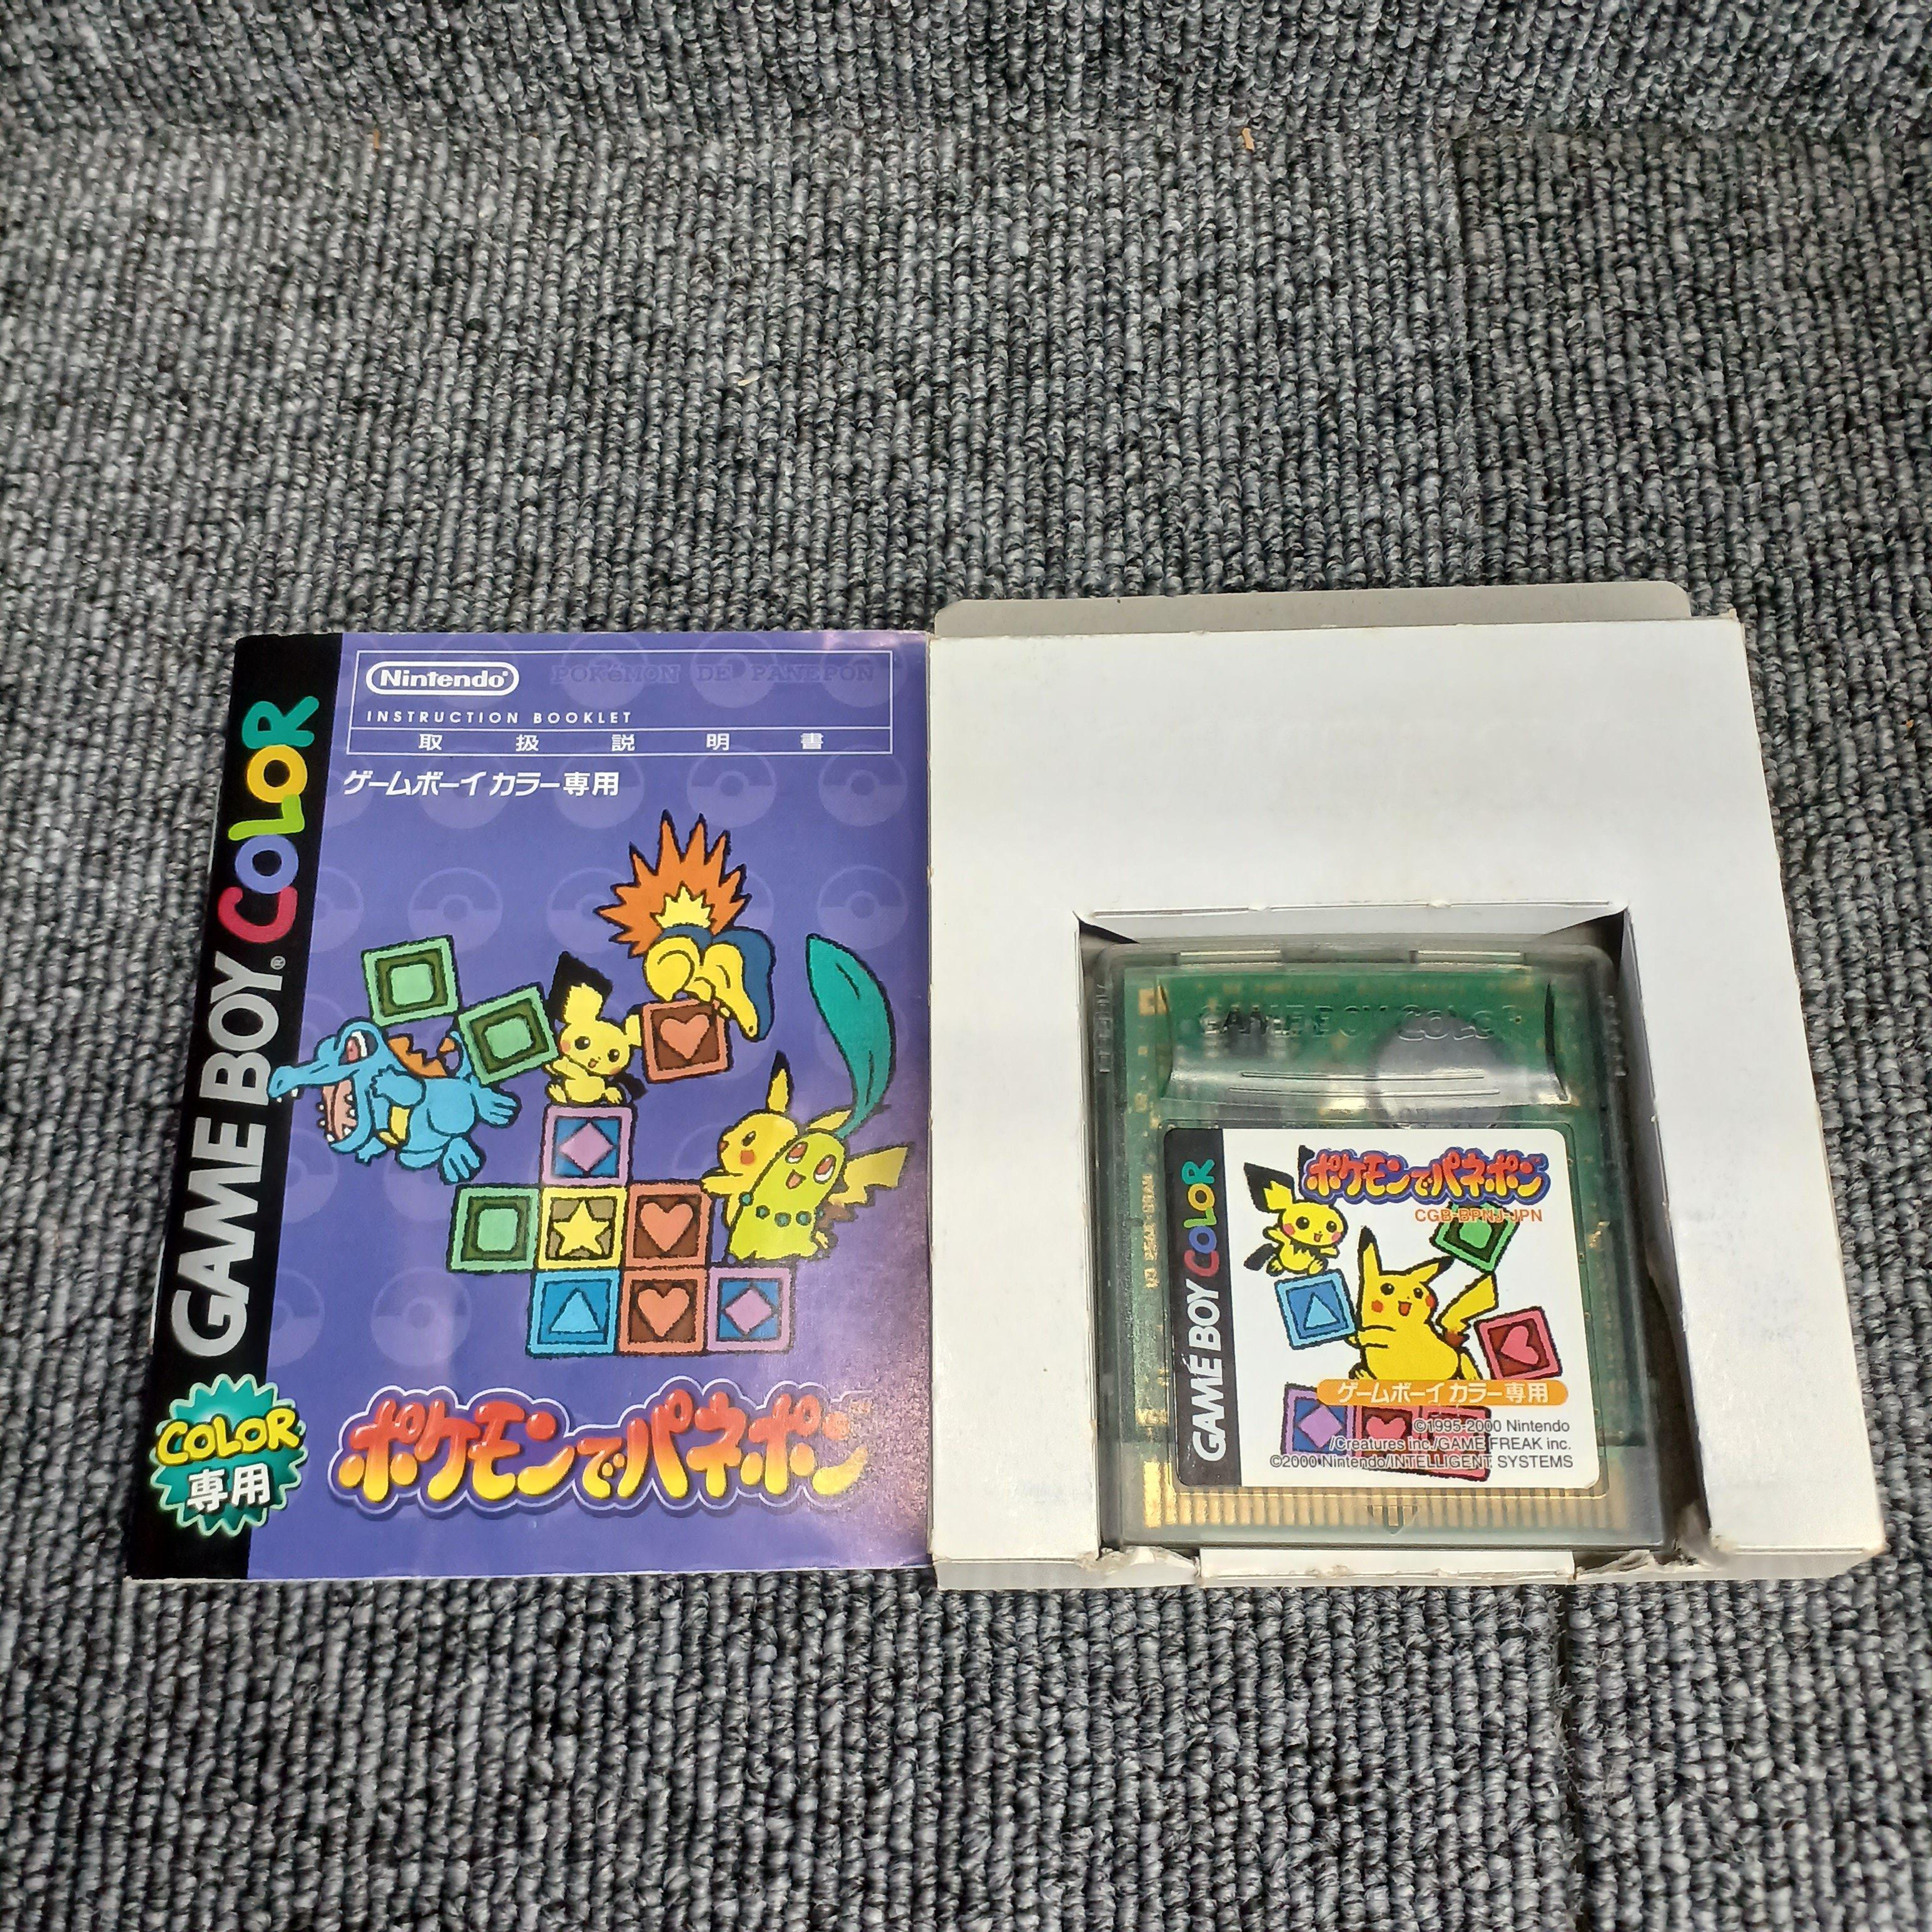 Nintendo®
POKéMON DE PANEPON
INSTRUCTION BOOKLET
取扱説明書
ゲームボーイカラー専用
GAME BOY® COLOR
COLOR
専用
ポケモンでパネポン
GAME BOY COLOR
GAME BOY COLOR
ポケモンでパネポン
CGB-BPNJ-JPN
ゲームボーイカラー専用
©1995-2000 Nintendo
/Creatures inc./GAME FREAK inc.
©2000 Nintendo/INTELLIGENT SYSTEMS